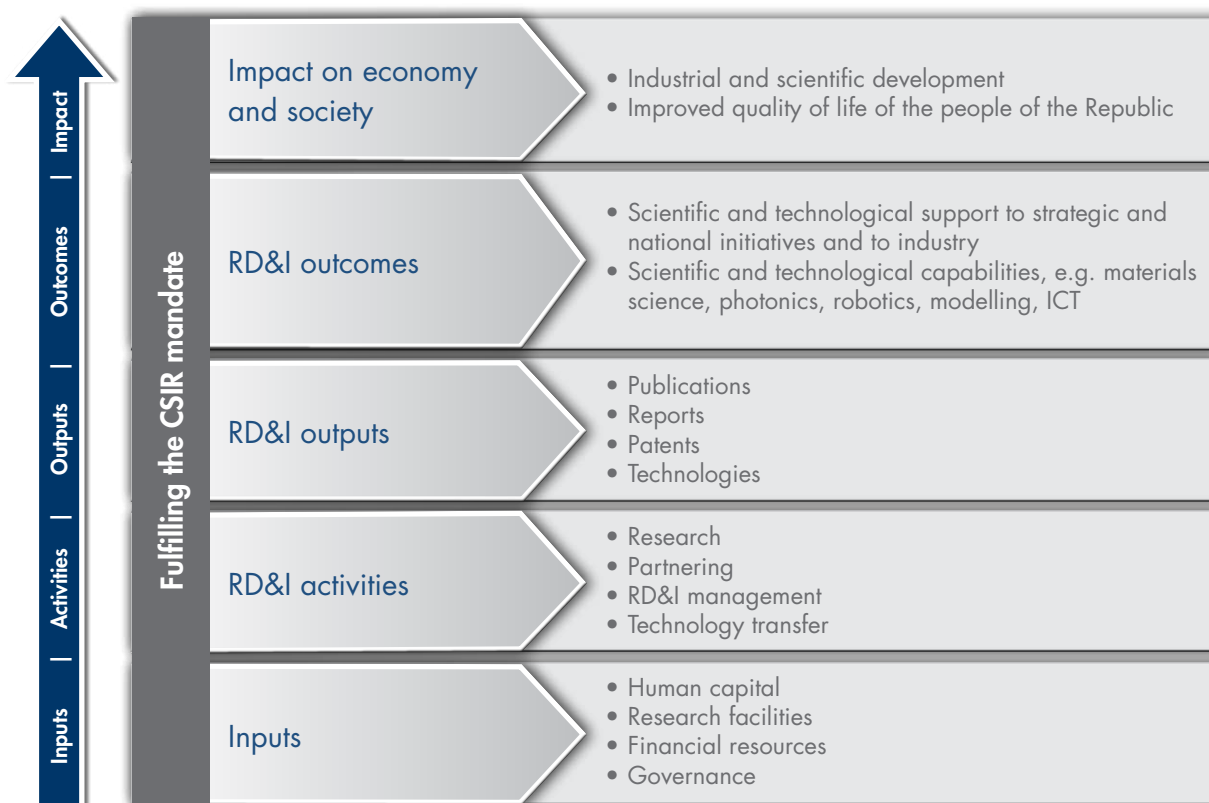 Impact
Outcomes
Outputs
Activities
Inputs
Fulfilling the CSIR mandate
Impact on economy
and society
• Industrial and scientific development
• Improved quality of life of the people of the Republic
RD&I outcomes
• Scientific and technological support to strategic and
national initiatives and to industry
• Scientific and technological capabilities, e.g. materials
science, photonics, robotics, modelling, ICT
RD&I outputs
• Publications
• Reports
• Patents
• Technologies
RD&I activities
• Research
• Partnering
• RD&I management
• Technology transfer
Inputs
• Human capital
• Research facilities
• Financial resources
• Governance